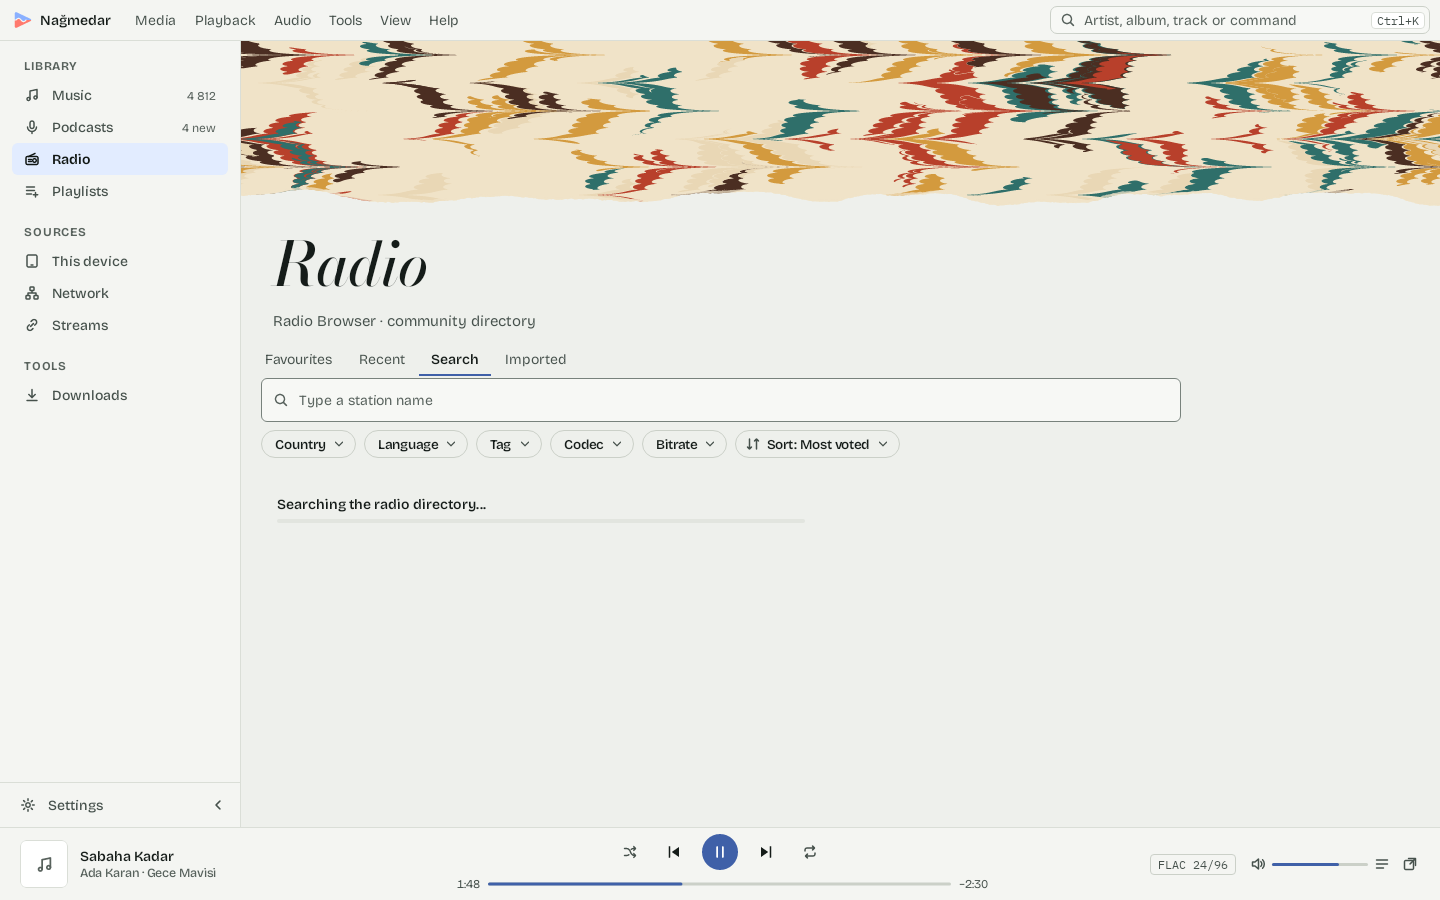 Nağmedar
Media
Playback
Audio
Tools
View
Help
Artist, album, track or command
Ctrl+K
LIBRARY
Music
4 812
Podcasts
4 new
Radio
Playlists
SOURCES
This device
Network
Streams
TOOLS
Downloads
Settings
Radio
Radio Browser · community directory
Favourites
Recent
Search
Imported
Type a station name
Country
Language
Tag
Codec
Bitrate
Sort: Most voted
Searching the radio directory...
Sabaha Kadar
Ada Karan · Gece Mavisi
1:48
-2:30
FLAC 24/96